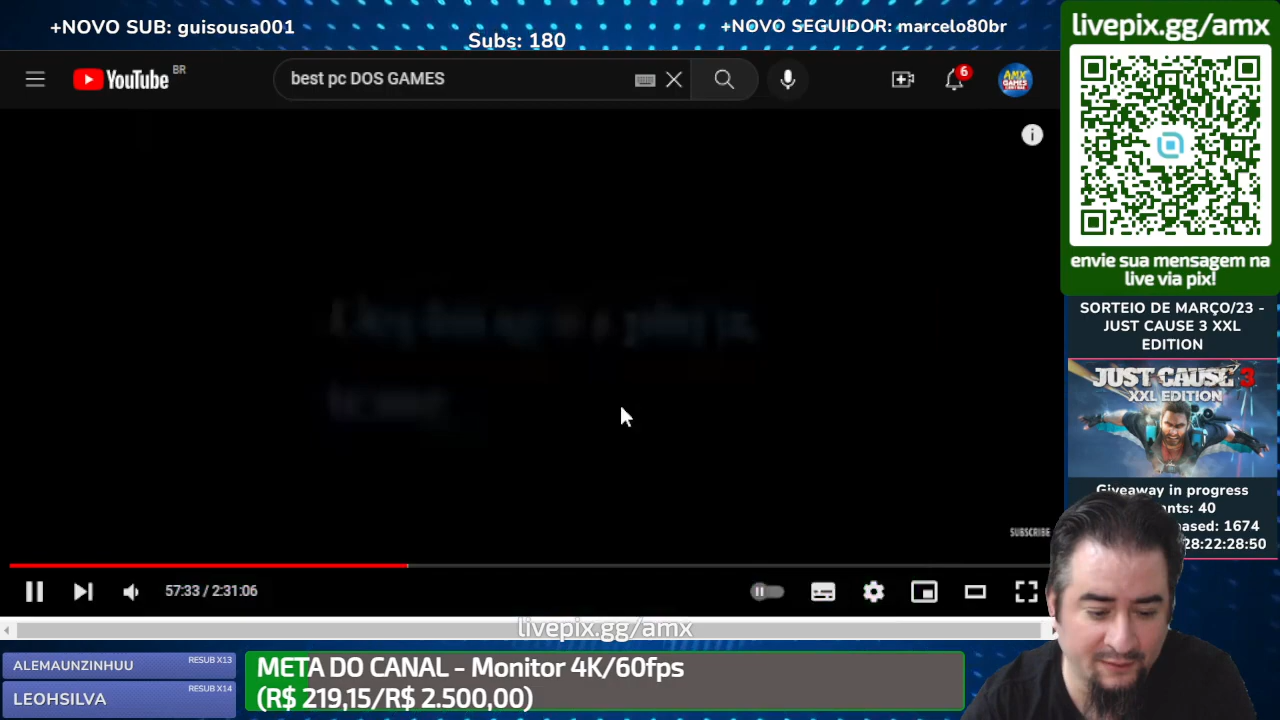 +NOVO SUB: guisousa001
Subs: 180
+NOVO SEGUIDOR: marcelo80br
livepix.gg/amx
YouTube BR
best pc DOS GAMES
6
AMX
GAMES
i
envie sua mensagem na
live via pix!
SORTEIO DE MARÇO/23 -
JUST CAUSE 3 XXL
EDITION
JUST CAUSE 3
XXL EDITION
Giveaway in progress
nts: 40
ased: 1674
28:22:28:50
SUBSCRIBE
57:33 / 2:31:06
livepix.gg/amx
ALEMAUNZINHUU RESUB X13
LEOHSILVA RESUB X14
META DO CANAL - Monitor 4K/60fps
(R$ 219,15/R$ 2.500,00)